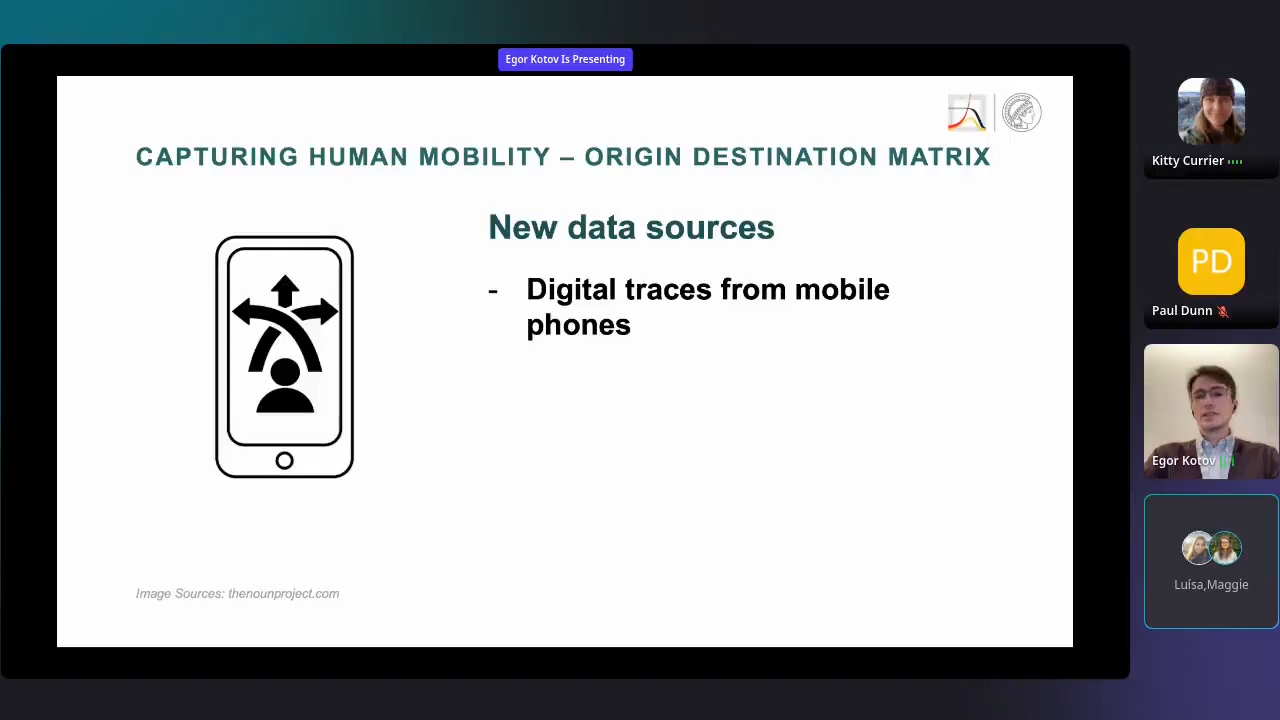 Egor Kotov Is Presenting
CAPTURING HUMAN MOBILITY – ORIGIN DESTINATION MATRIX
New data sources
- Digital traces from mobile
phones
Image Sources: thenounproject.com
Kitty Currier
PD
Paul Dunn
Egor Kotov
Luísa,Maggie